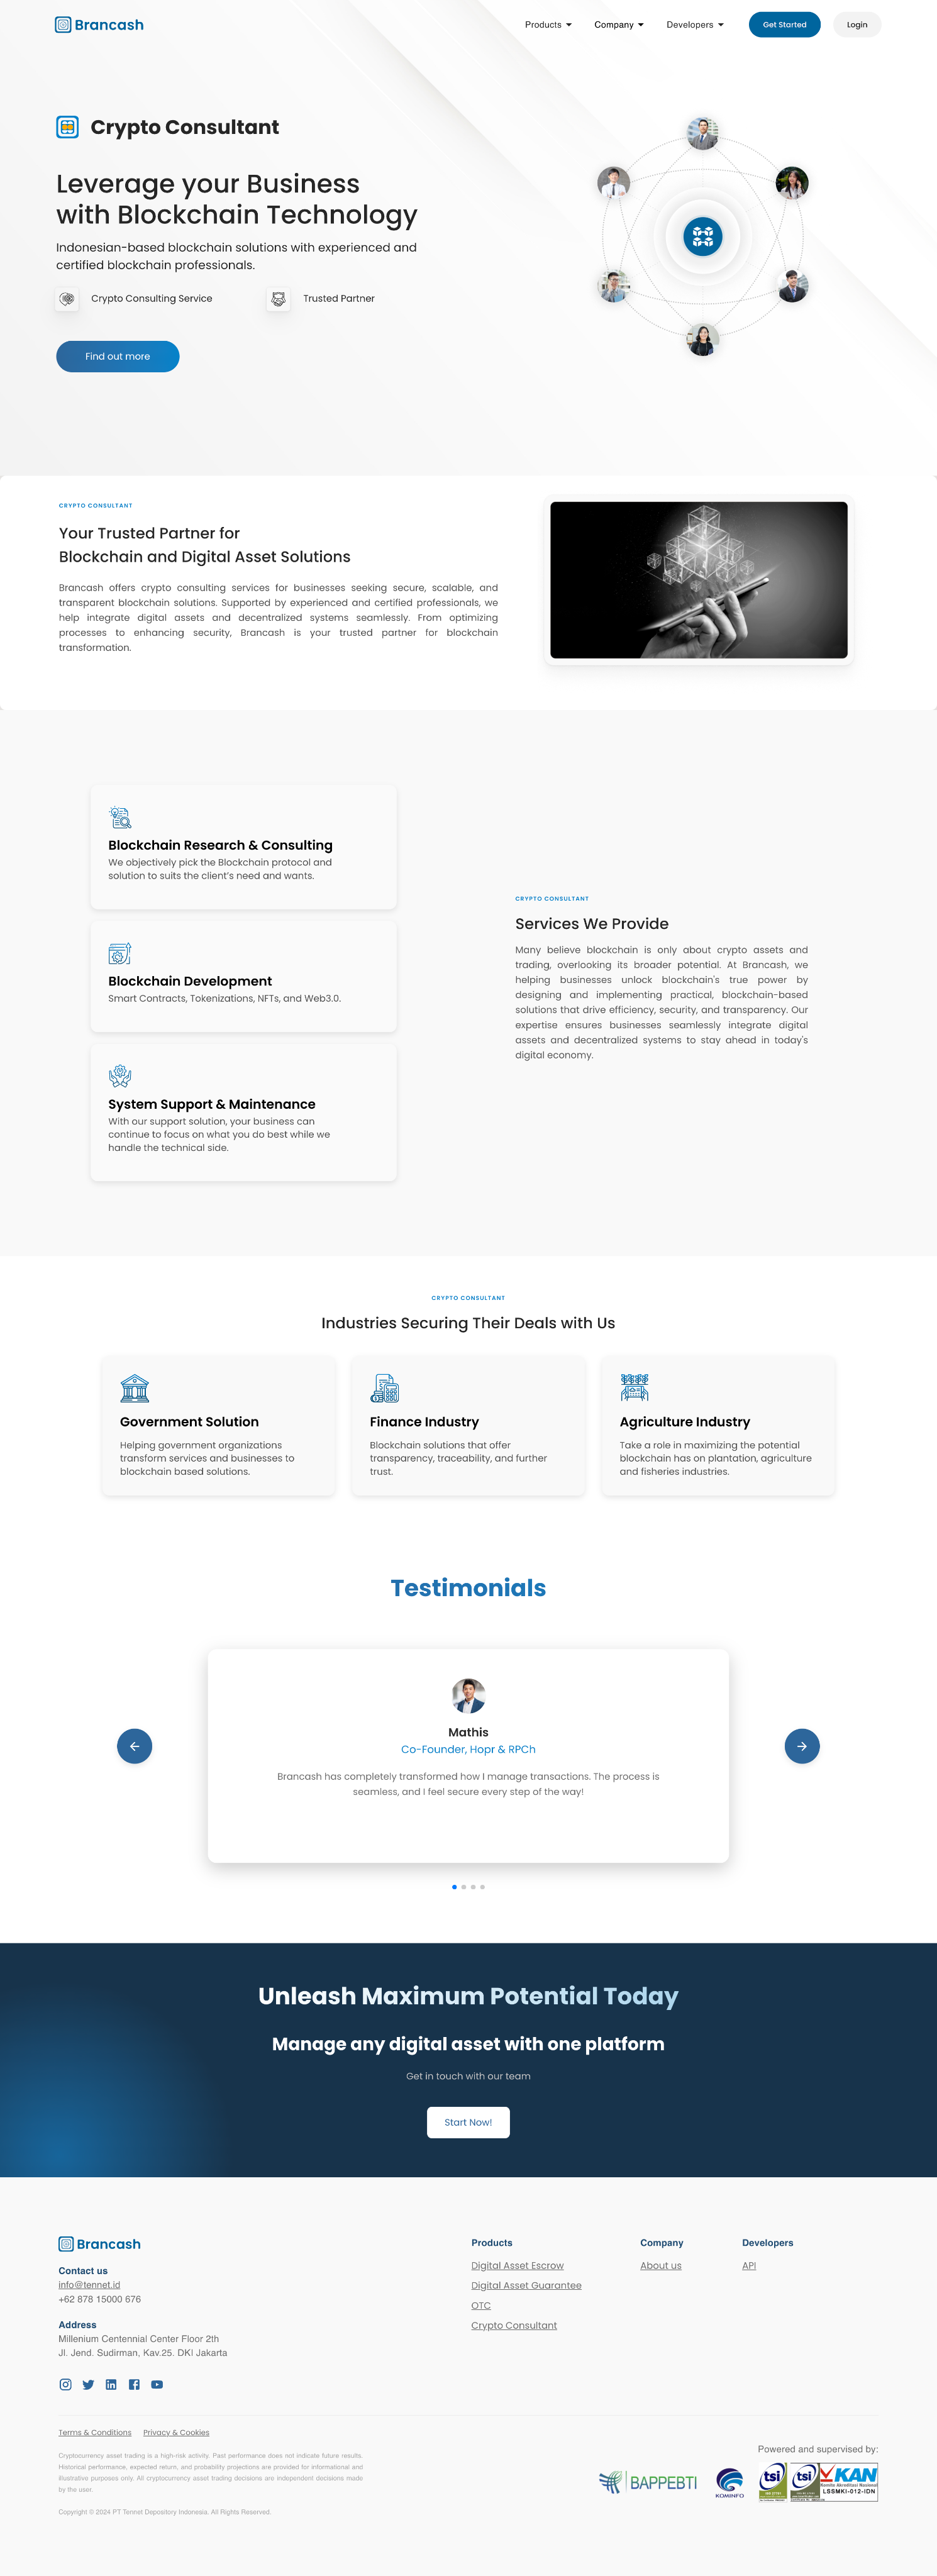 Brancash
Products
Company
Developers
Get Started
Login
Crypto Consultant
Leverage your Business
with Blockchain Technology
Indonesian-based blockchain solutions with experienced and
certified blockchain professionals.
Crypto Consulting Service
Trusted Partner
Find out more
CRYPTO CONSULTANT
Your Trusted Partner for
Blockchain and Digital Asset Solutions
Brancash offers crypto consulting services for businesses seeking secure, scalable, and
transparent blockchain solutions. Supported by experienced and certified professionals, we
help integrate digital assets and decentralized systems seamlessly. From optimizing
processes to enhancing security, Brancash is your trusted partner for blockchain
transformation.
Blockchain Research & Consulting
We objectively pick the Blockchain protocol and
solution to suits the client's need and wants.
Blockchain Development
Smart Contracts, Tokenizations, NFTs, and Web3.0.
System Support & Maintenance
With our support solution, your business can
continue to focus on what you do best while we
handle the technical side.
CRYPTO CONSULTANT
Services We Provide
Many believe blockchain is only about crypto assets and
trading, overlooking its broader potential. At Brancash, we
helping businesses unlock blockchain's true power by
designing and implementing practical, blockchain-based
solutions that drive efficiency, security, and transparency. Our
expertise ensures businesses seamlessly integrate digital
assets and decentralized systems to stay ahead in today's
digital economy.
CRYPTO CONSULTANT
Industries Securing Their Deals with Us
Government Solution
Helping government organizations
transform services and businesses to
blockchain based solutions.
Finance Industry
Blockchain solutions that offer
transparency, traceability, and further
trust.
Agriculture Industry
Take a role in maximizing the potential
blockchain has on plantation, agriculture
and fisheries industries.
Testimonials
Mathis
Co-Founder, Hopr & RPCh
Brancash has completely transformed how I manage transactions. The process is
seamless, and I feel secure every step of the way!
Unleash Maximum Potential Today
Manage any digital asset with one platform
Get in touch with our team
Start Now!
Brancash
Contact us
info@tennet.id
+62 878 15000 676
Address
Millenium Centennial Center Floor 2th
Jl. Jend. Sudirman, Kav.25. DKI Jakarta
Products
Digital Asset Escrow
Digital Asset Guarantee
OTC
Crypto Consultant
Company
About us
Developers
API
Terms & Conditions
Privacy & Cookies
Cryptocurrency asset trading is a high-risk activity. Past performance does not indicate future results.
Historical performance, expected return, and probability projections are provided for informational and
illustrative purposes only. All cryptocurrency asset trading decisions are independent decisions made
by the user.
Copyright © 2024 PT Tennet Depository Indonesia. All Rights Reserved.
Powered and supervised by:
BAPPEBTI
KOMINFO
tsi
tsi
KAN
Komite Akreditasi Nasional
LSSMKI-012-IDN